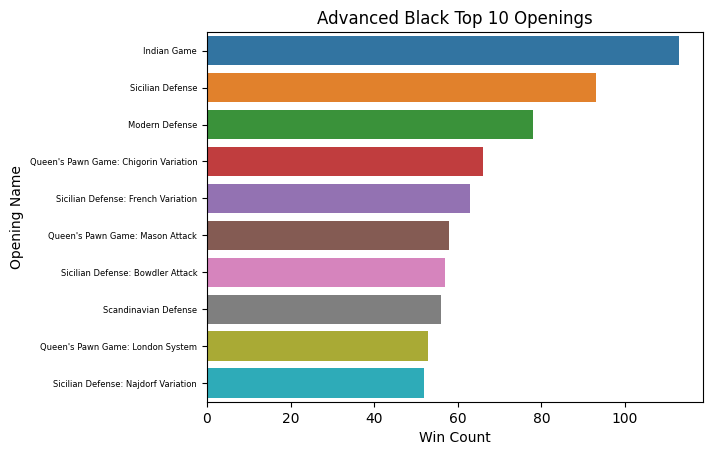 Advanced Black Top 10 Openings
Opening Name
Indian Game
Sicilian Defense
Modern Defense
Queen's Pawn Game: Chigorin Variation
Sicilian Defense: French Variation
Queen's Pawn Game: Mason Attack
Sicilian Defense: Bowdler Attack
Scandinavian Defense
Queen's Pawn Game: London System
Sicilian Defense: Najdorf Variation
0 20 40 60 80 100
Win Count